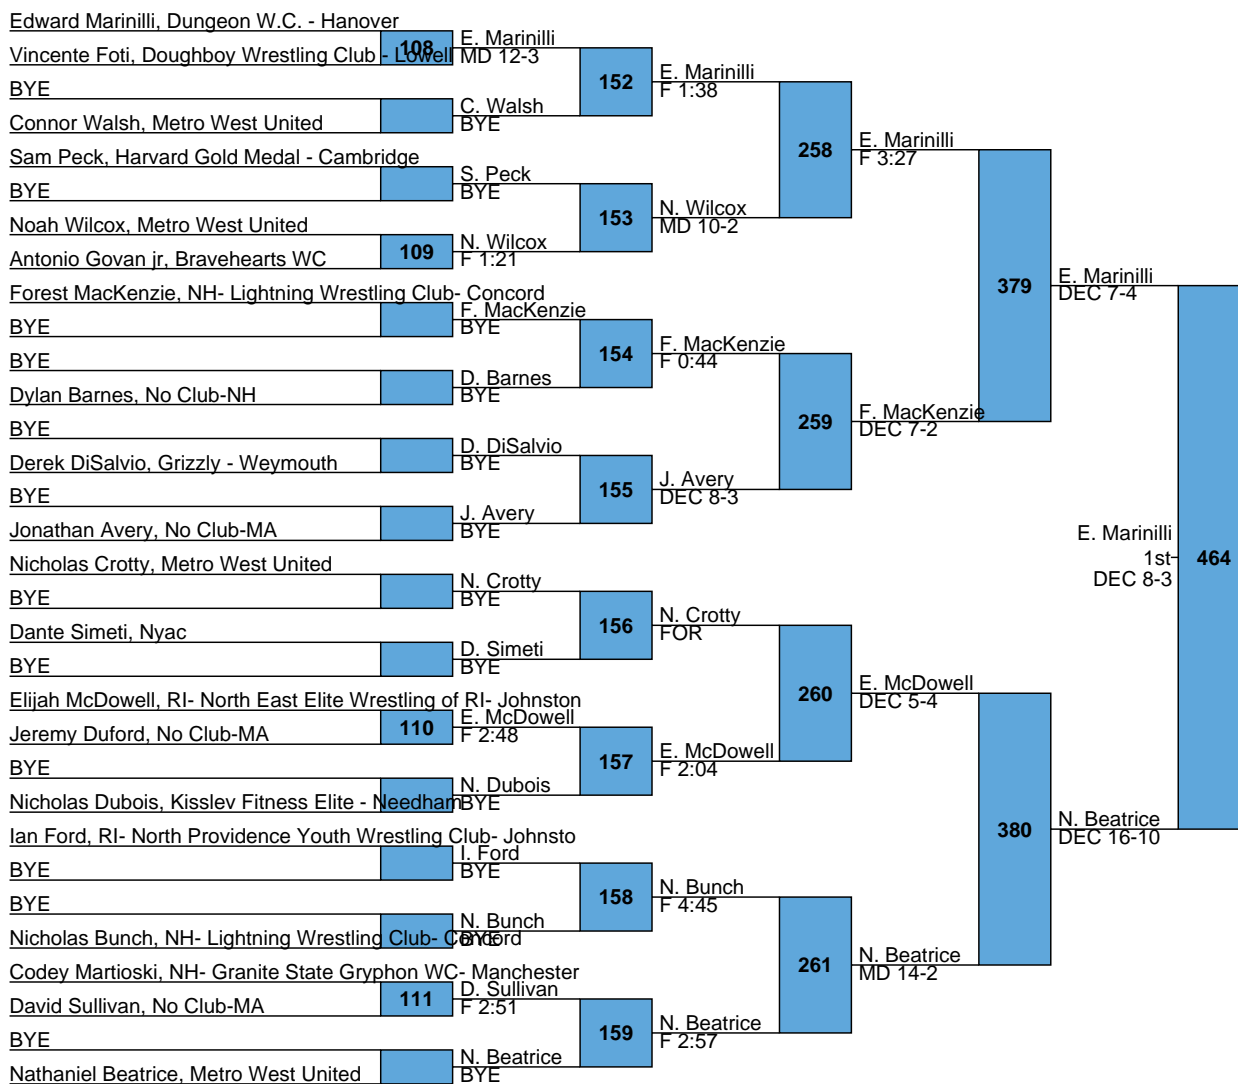 Edward Marinilli, Dungeon W.C. - Hanover
Vincente Foti, Doughboy Wrestling Club - Lowell
BYE
Connor Walsh, Metro West United
Sam Peck, Harvard Gold Medal - Cambridge
BYE
Noah Wilcox, Metro West United
Antonio Govan jr, Bravehearts WC
Forest MacKenzie, NH- Lightning Wrestling Club- Concord
BYE
BYE
Dylan Barnes, No Club-NH
BYE
Derek DiSalvio, Grizzly - Weymouth
BYE
Jonathan Avery, No Club-MA
Nicholas Crotty, Metro West United
BYE
Dante Simeti, Nyac
BYE
Elijah McDowell, RI- North East Elite Wrestling of RI- Johnston
Jeremy Duford, No Club-MA
BYE
Nicholas Dubois, Kisslev Fitness Elite - Needham
Ian Ford, RI- North Providence Youth Wrestling Club- Johnsto
BYE
BYE
Nicholas Bunch, NH- Lightning Wrestling Club- Concord
Codey Martioski, NH- Granite State Gryphon WC- Manchester
David Sullivan, No Club-MA
BYE
Nathaniel Beatrice, Metro West United
108
109
110
111
E. Marinilli
MD 12-3
C. Walsh
BYE
S. Peck
BYE
N. Wilcox
F 1:21
F. MacKenzie
BYE
D. Barnes
BYE
D. DiSalvio
BYE
J. Avery
BYE
N. Crotty
BYE
D. Simeti
BYE
E. McDowell
F 2:48
N. Dubois
BYE
I. Ford
BYE
N. Bunch
BYE
D. Sullivan
F 2:51
N. Beatrice
BYE
152
153
154
155
156
157
158
159
E. Marinilli
F 1:38
N. Wilcox
MD 10-2
F. MacKenzie
F 0:44
J. Avery
DEC 8-3
N. Crotty
FOR
E. McDowell
F 2:04
N. Bunch
F 4:45
N. Beatrice
F 2:57
258
259
260
261
E. Marinilli
F 3:27
F. MacKenzie
DEC 7-2
E. McDowell
DEC 5-4
N. Beatrice
MD 14-2
379
380
E. Marinilli
DEC 7-4
N. Beatrice
DEC 16-10
464
E. Marinilli
1st
DEC 8-3